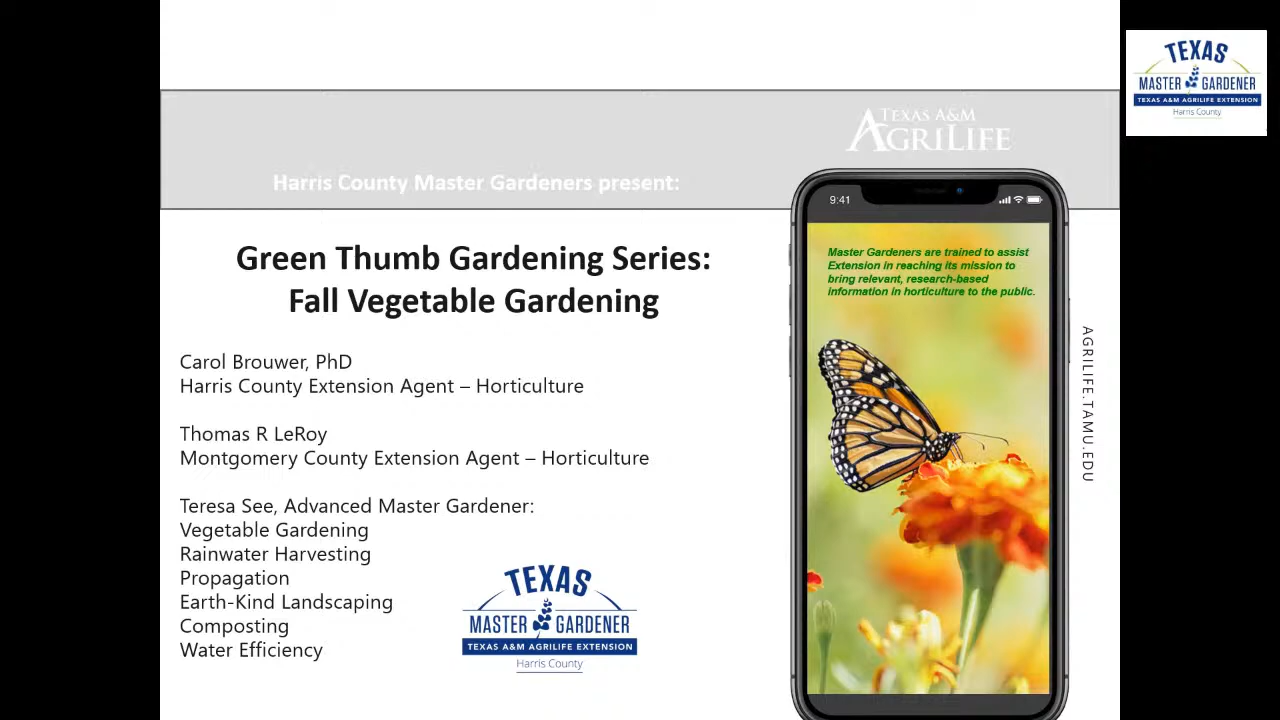 TEXAS A&M
AGRILIFE
Harris County Master Gardeners present:
Green Thumb Gardening Series:
Fall Vegetable Gardening
Carol Brouwer, PhD
Harris County Extension Agent – Horticulture
Thomas R LeRoy
Montgomery County Extension Agent – Horticulture
Teresa See, Advanced Master Gardener:
Vegetable Gardening
Rainwater Harvesting
Propagation
Earth-Kind Landscaping
Composting
Water Efficiency
TEXAS
MASTER GARDENER
TEXAS A&M AGRILIFE EXTENSION
Harris County
9:41
Master Gardeners are trained to assist
Extension in reaching its mission to
bring relevant, research-based
information in horticulture to the public.
AGRILIFE.TAMU.EDU
TEXAS
MASTER GARDENER
TEXAS A&M AGRILIFE EXTENSION
Harris County